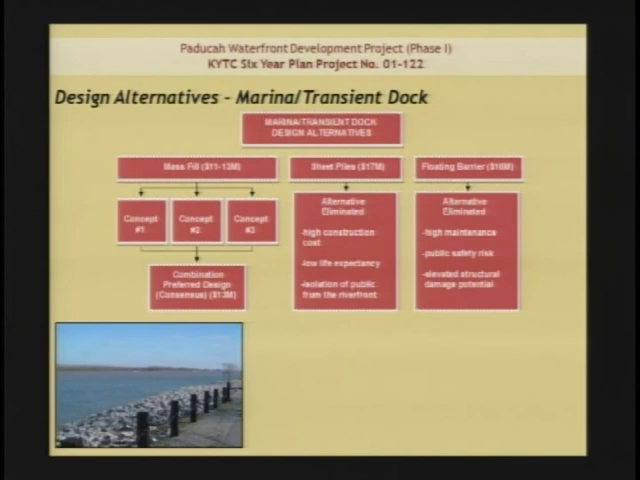 Paducah Waterfront Development Project (Phase I)
KYTC Six Year Plan Project No. 01-122
Design Alternatives - Marina/Transient Dock
MARINA/TRANSIENT DOCK
DESIGN ALTERNATIVES
Mass Fill ($11-13M)
Sheet Piles ($17M)
Floating Barrier ($16M)
Concept
#1
Concept
#2
Concept
#3
Combination
Preferred Design
(Consensus) ($13M)
Alternative
Eliminated
-high construction
cost
-low life expectancy
-isolation of public
from the riverfront
Alternative
Eliminated
-high maintenance
-public safety risk
-elevated structural
damage potential